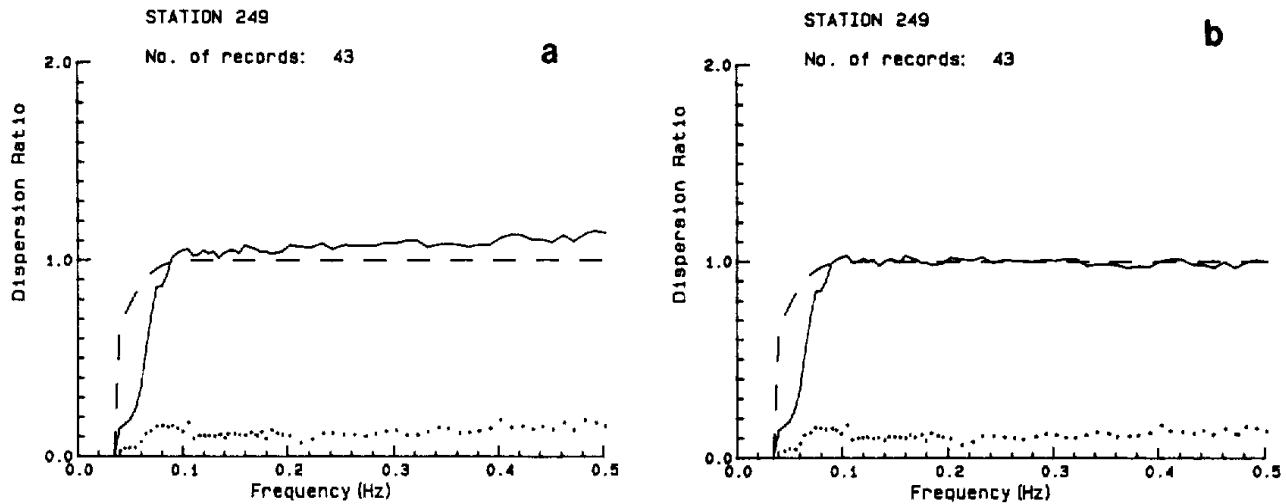 STATION 249
No. of records: 43
a
2.0
1.0
0.0
Dispersion Ratio
0.0 0.1 0.2 0.3 0.4 0.5
Frequency (Hz)
STATION 249
No. of records: 43
b
2.0
1.0
0.0
Dispersion Ratio
0.0 0.1 0.2 0.3 0.4 0.5
Frequency (Hz)